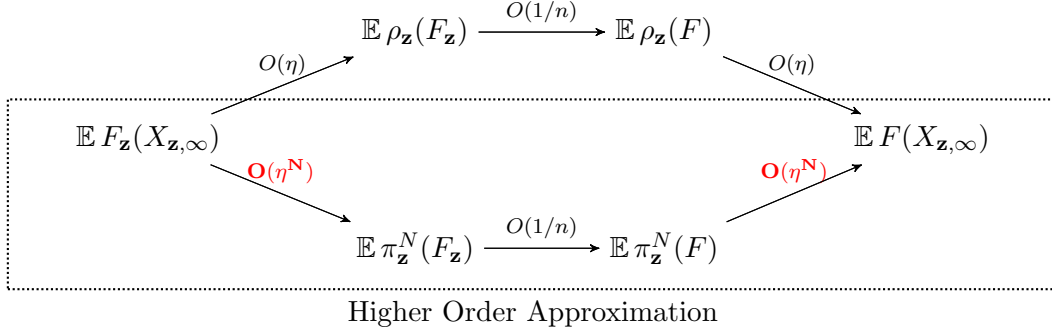 𝔼 ρ_𝐳(F_𝐳) O(1/n) 𝔼 ρ_𝐳(F)
O(η) O(η)
𝔼 F_𝐳(X_{𝐳,∞}) 𝔼 F(X_{𝐳,∞})
𝐎(η^𝐍) 𝐎(η^𝐍)
𝔼 π_𝐳^N(F_𝐳) O(1/n) 𝔼 π_𝐳^N(F)
Higher Order Approximation